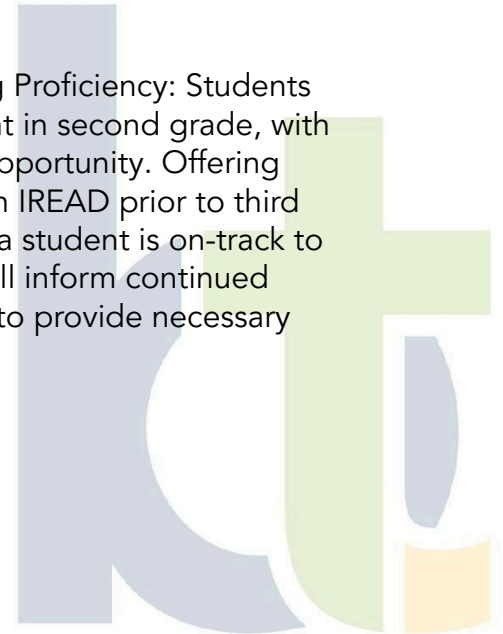 g Proficiency: Students
t in second grade, with
pportunity. Offering
n IREAD prior to third
a student is on-track to
ll inform continued
to provide necessary